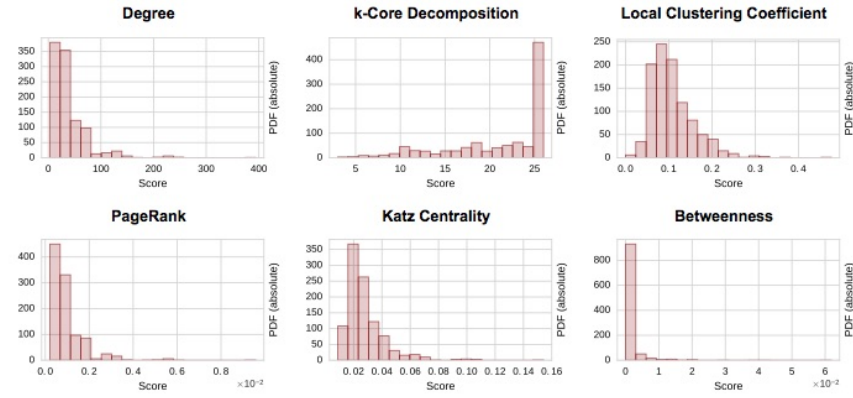 Degree
350
300
250
200
150
100
50
0
0 100 200 300 400
Score
PDF (absolute)
k-Core Decomposition
400
300
200
100
0
5 10 15 20 25
Score
PDF (absolute)
Local Clustering Coefficient
250
200
150
100
50
0
0.0 0.1 0.2 0.3 0.4
Score
PDF (absolute)
PageRank
400
300
200
100
0
0.0 0.2 0.4 0.6 0.8
Score ×10⁻²
PDF (absolute)
Katz Centrality
350
300
250
200
150
100
50
0
0.02 0.04 0.06 0.08 0.10 0.12 0.14 0.16
Score
PDF (absolute)
Betweenness
800
600
400
200
0
0 1 2 3 4 5 6
Score ×10⁻²
PDF (absolute)